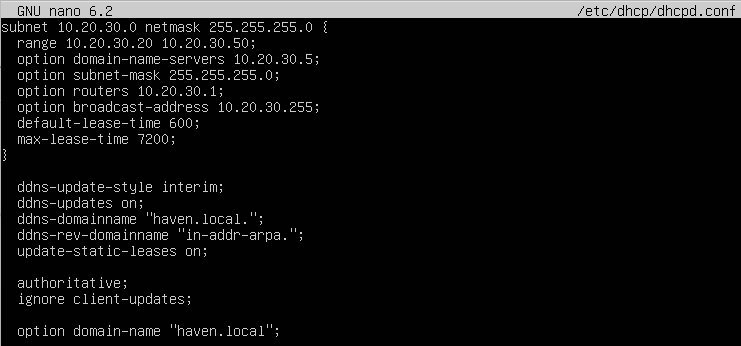 GNU nano 6.2 /etc/dhcp/dhcpd.conf
subnet 10.20.30.0 netmask 255.255.255.0 {
range 10.20.30.20 10.20.30.50;
option domain-name-servers 10.20.30.5;
option subnet-mask 255.255.255.0;
option routers 10.20.30.1;
option broadcast-address 10.20.30.255;
default-lease-time 600;
max-lease-time 7200;
}
ddns-update-style interim;
ddns-updates on;
ddns-domainname "haven.local.";
ddns-rev-domainname "in-addr-arpa.";
update-static-leases on;
authoritative;
ignore client-updates;
option domain-name "haven.local";